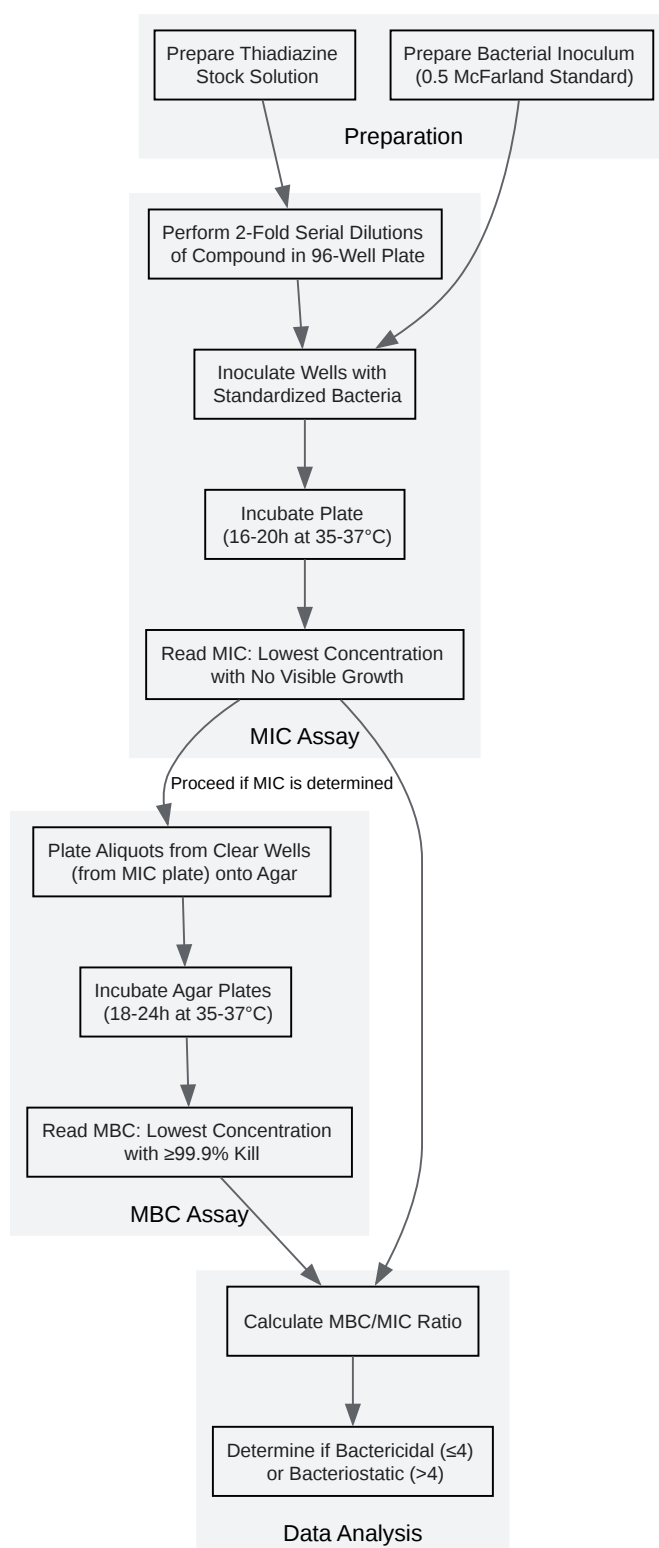 Prepare Thiadiazine
Stock Solution
Prepare Bacterial Inoculum
(0.5 McFarland Standard)
Preparation
Perform 2-Fold Serial Dilutions
of Compound in 96-Well Plate
Inoculate Wells with
Standardized Bacteria
Incubate Plate
(16-20h at 35-37°C)
Read MIC: Lowest Concentration
with No Visible Growth
MIC Assay
Proceed if MIC is determined
Plate Aliquots from Clear Wells
(from MIC plate) onto Agar
Incubate Agar Plates
(18-24h at 35-37°C)
Read MBC: Lowest Concentration
with ≥99.9% Kill
MBC Assay
Calculate MBC/MIC Ratio
Determine if Bactericidal (≤4)
or Bacteriostatic (>4)
Data Analysis